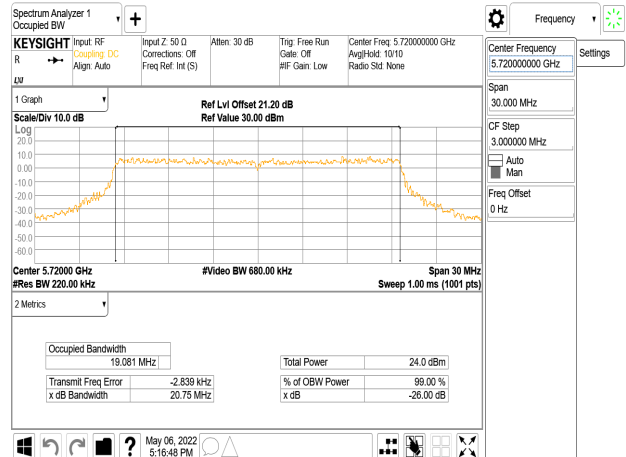 Spectrum Analyzer 1
Occupied BW
Frequency
KEYSIGHT
R
Input: RF
Coupling: DC
Align: Auto
Input Z: 50 Ω
Corrections: Off
Freq Ref: Int (S)
Atten: 30 dB
Trig: Free Run
Gate: Off
#IF Gain: Low
Center Freq: 5.720000000 GHz
Avg|Hold: 10/10
Radio Std: None
Center Frequency
5.720000000 GHz
Settings
Span
30.000 MHz
CF Step
3.000000 MHz
Auto
Man
Freq Offset
0 Hz
1 Graph
Scale/Div 10.0 dB
Ref Lvl Offset 21.20 dB
Ref Value 30.00 dBm
Log
20.0
10.0
0.00
-10.0
-20.0
-30.0
-40.0
-50.0
-60.0
Center 5.72000 GHz
#Video BW 680.00 kHz
Span 30 MHz
#Res BW 220.00 kHz
Sweep 1.00 ms (1001 pts)
2 Metrics
Occupied Bandwidth
19.081 MHz
Total Power 24.0 dBm
Transmit Freq Error -2.839 kHz
% of OBW Power 99.00 %
x dB Bandwidth 20.75 MHz
x dB -26.00 dB
?
May 06, 2022
5:16:48 PM